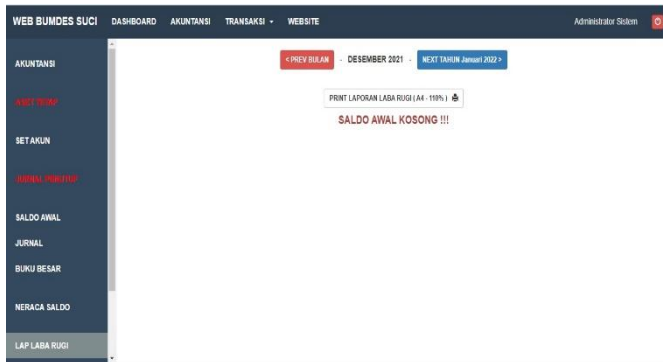 WEB BUMDES SUCI DASHBOARD AKUNTANSI TRANSAKSI WEBSITE Administrator Sistem
AKUNTANSI
ASET TETAP
SET AKUN
SALDO AWAL
JURNAL
BUKU BESAR
NERACA SALDO
LAP LABA RUGI
< PREV BULAN - DESEMBER 2021 - NEXT TAHUN Januari 2022 >
PRINT LAPORAN LABA RUGI ( A4 - 110% )
SALDO AWAL KOSONG !!!